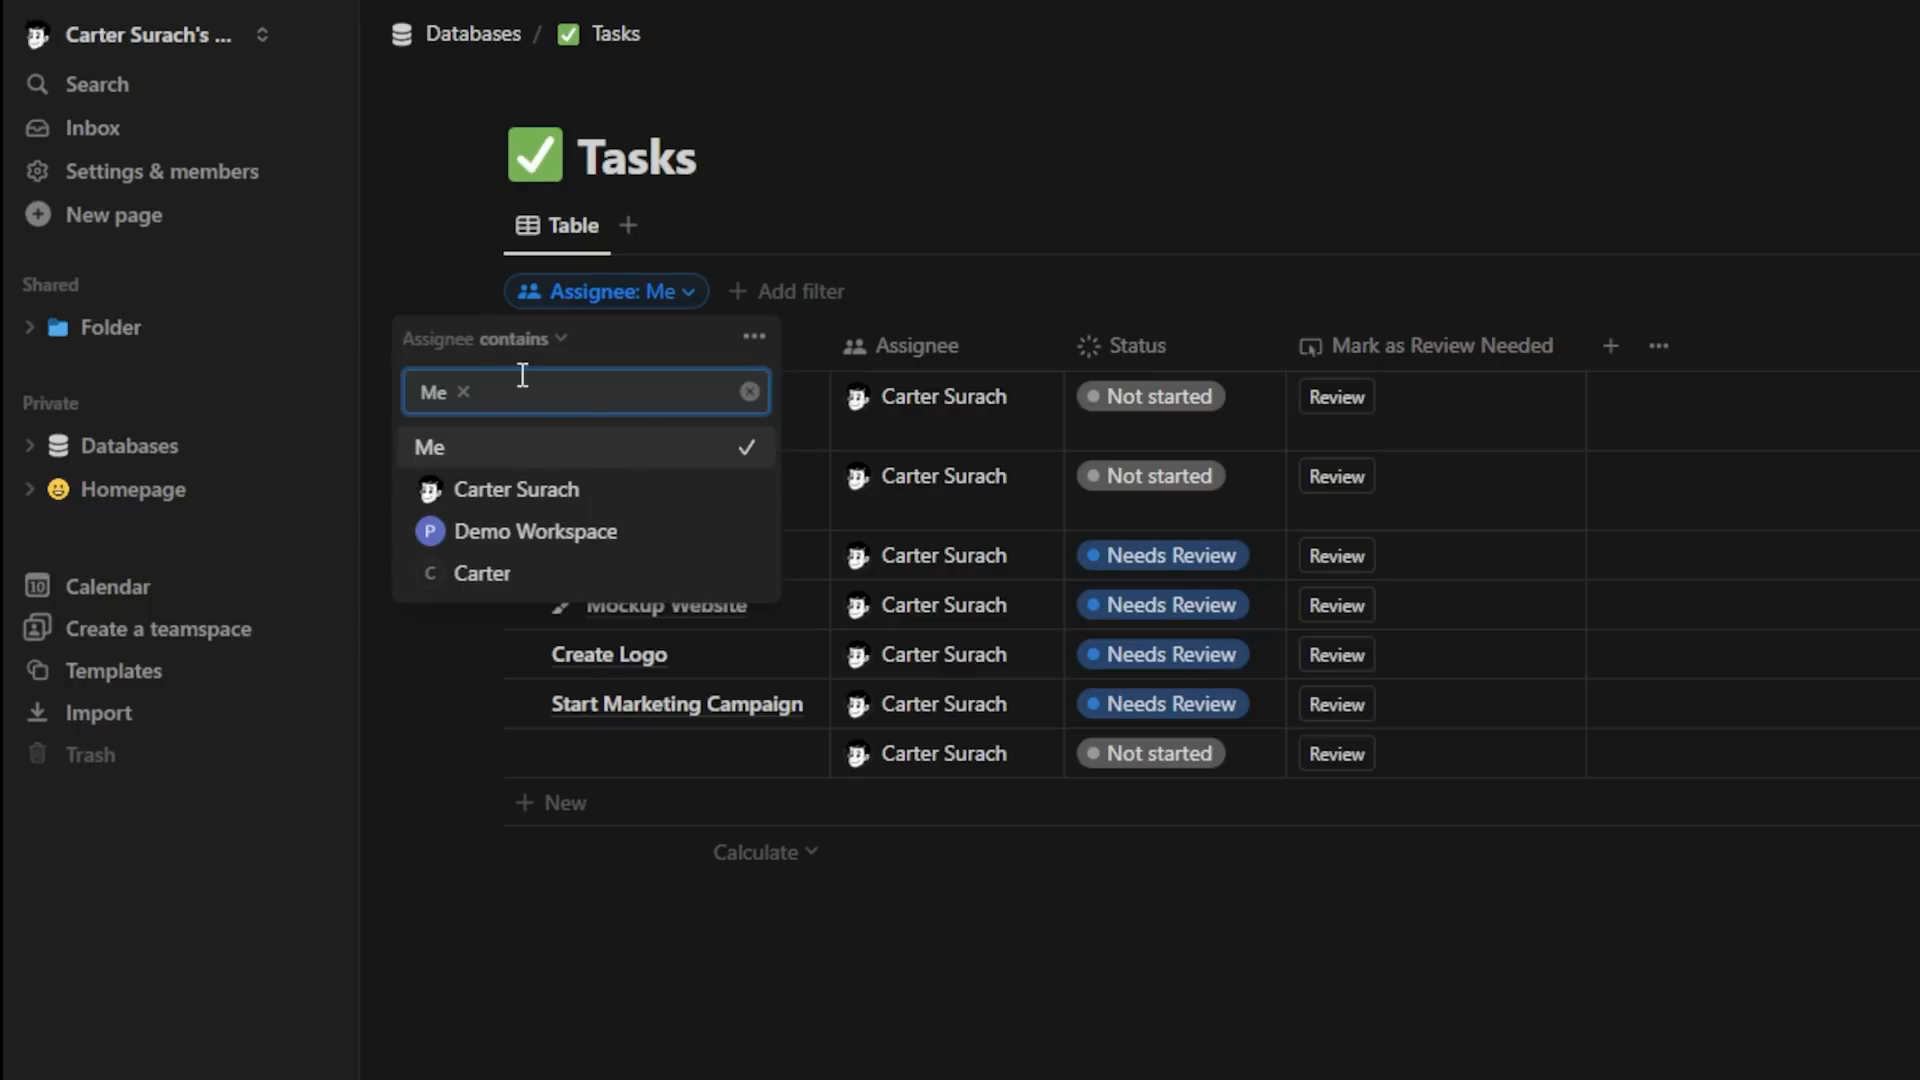 Carter Surach's ...
Search
Inbox
Settings & members
New page
Shared
Folder
Private
Databases
Homepage
10 Calendar
Create a teamspace
Templates
Import
Trash
Databases / Tasks
Tasks
Table +
Assignee: Me + Add filter
Assignee contains ...
Me ×
Me
Carter Surach
P Demo Workspace
C Carter
Assignee Status Mark as Review Needed + ...
Carter Surach Not started Review
Carter Surach Not started Review
Carter Surach Needs Review Review
Mockup Website Carter Surach Needs Review Review
Create Logo Carter Surach Needs Review Review
Start Marketing Campaign Carter Surach Needs Review Review
Carter Surach Not started Review
+ New
Calculate